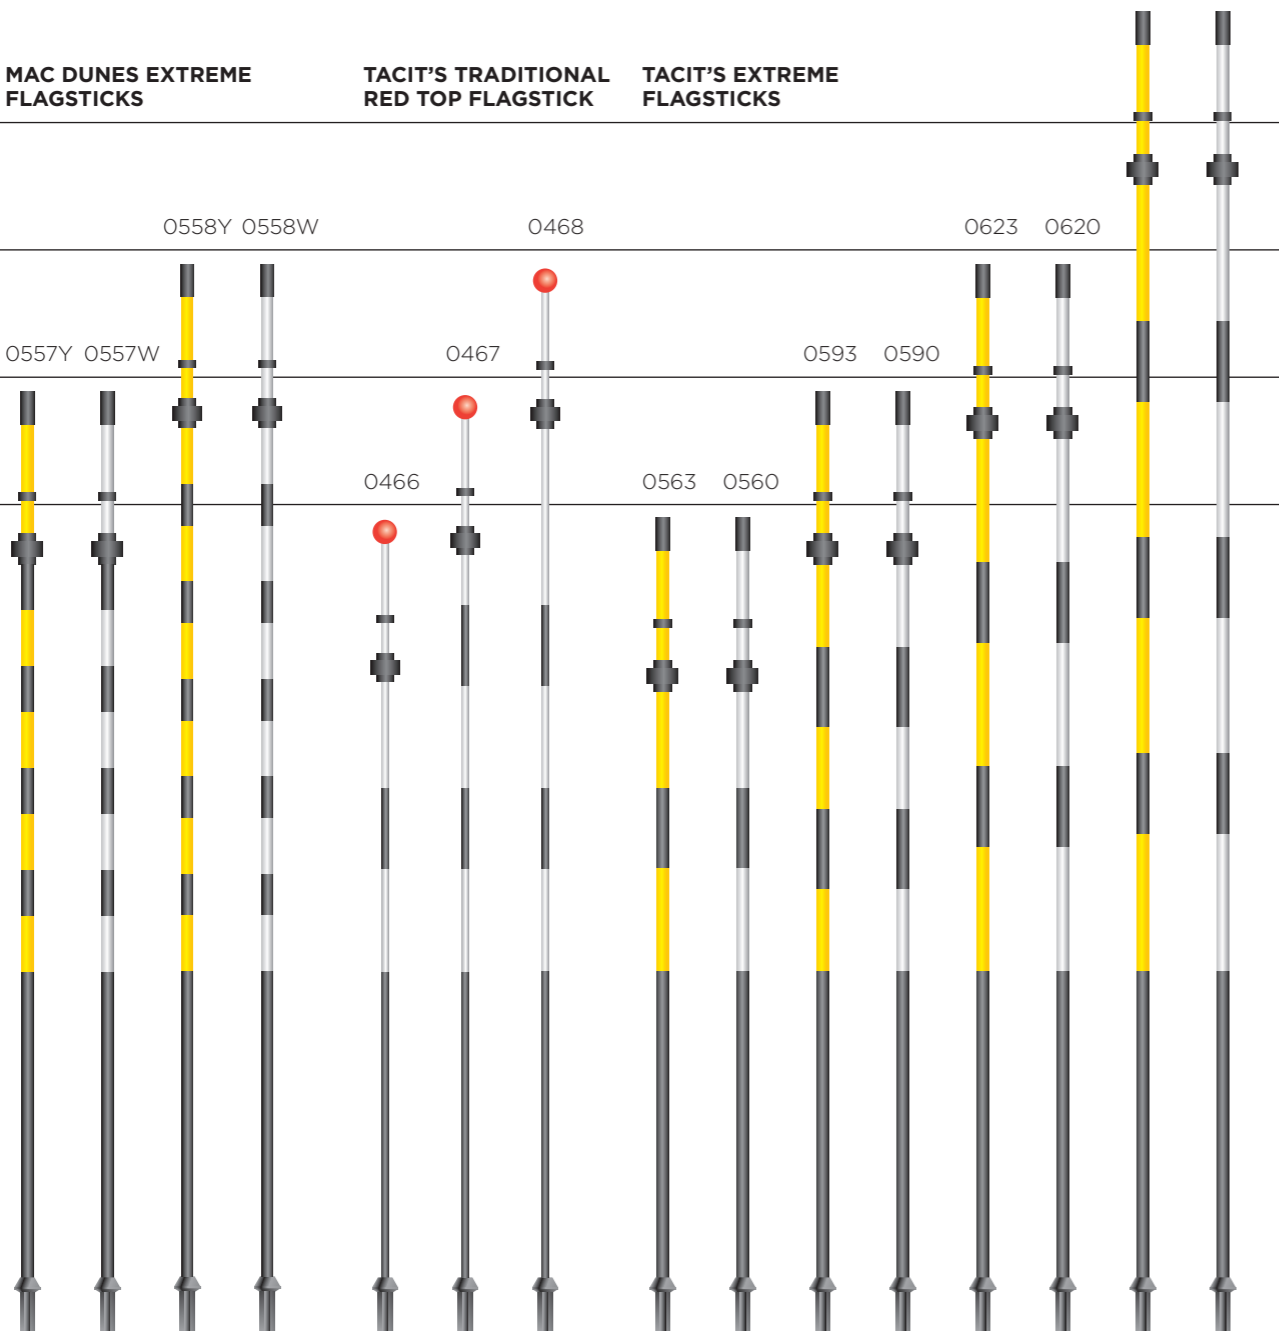 MAC DUNES EXTREME
FLAGSTICKS
TACIT'S TRADITIONAL
RED TOP FLAGSTICK
TACIT'S EXTREME
FLAGSTICKS
0558Y 0558W
0468
0623 0620
0557Y 0557W
0467
0593 0590
0466
0563 0560